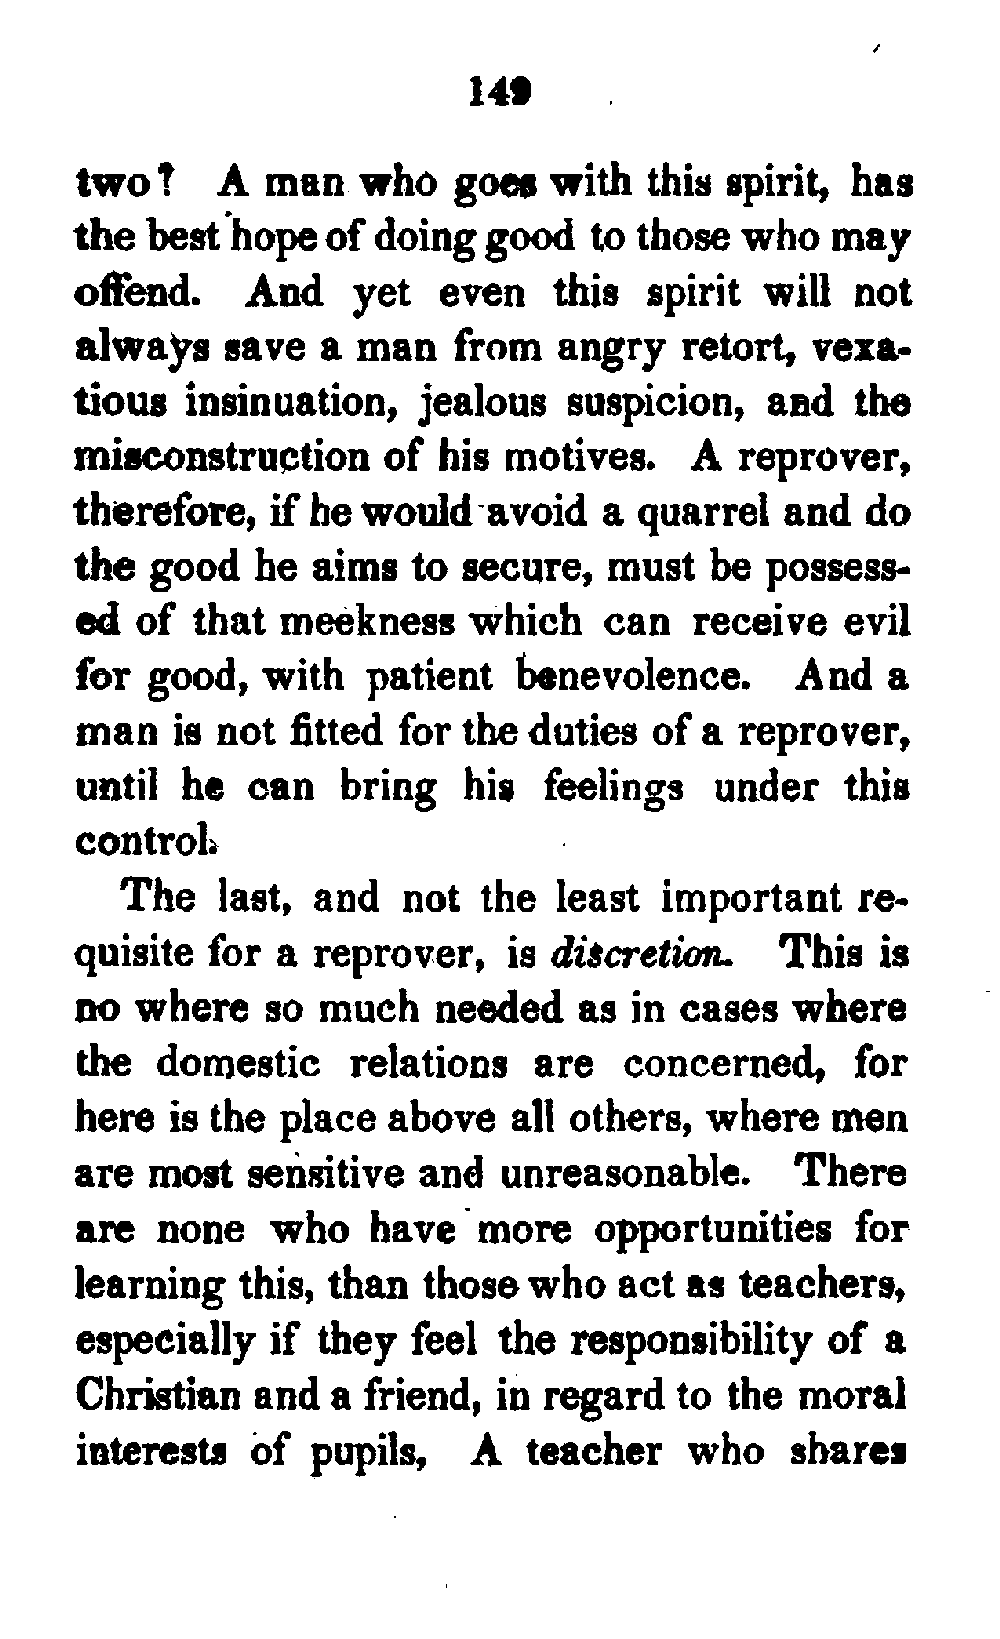 149
two? A man who goes with this spirit, has
the best hope of doing good to those who may
offend. And yet even this spirit will not
always save a man from angry retort, vexa-
tious insinuation, jealous suspicion, and the
misconstruction of his motives. A reprover,
therefore, if he would avoid a quarrel and do
the good he aims to secure, must be possess-
ed of that meekness which can receive evil
for good, with patient benevolence. And a
man is not fitted for the duties of a reprover,
until he can bring his feelings under this
control.
The last, and not the least important re-
quisite for a reprover, is discretion. This is
no where so much needed as in cases where
the domestic relations are concerned, for
here is the place above all others, where men
are most sensitive and unreasonable. There
are none who have more opportunities for
learning this, than those who act as teachers,
especially if they feel the responsibility of a
Christian and a friend, in regard to the moral
interests of pupils, A teacher who shares